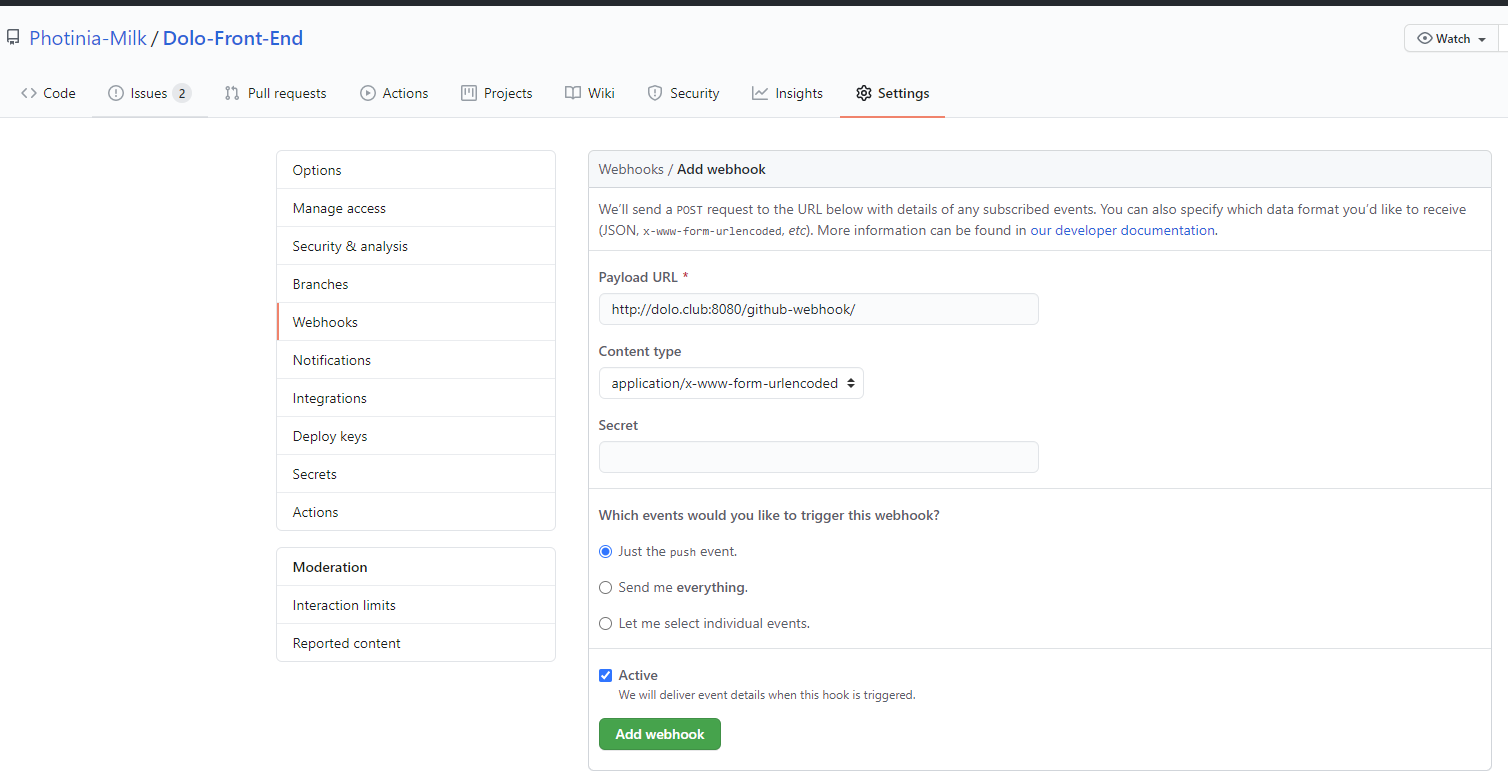 Photinia-Milk / Dolo-Front-End
Watch
Code
Issues 2
Pull requests
Actions
Projects
Wiki
Security
Insights
Settings
Options
Manage access
Security & analysis
Branches
Webhooks
Notifications
Integrations
Deploy keys
Secrets
Actions
Moderation
Interaction limits
Reported content
Webhooks / Add webhook
We’ll send a POST request to the URL below with details of any subscribed events. You can also specify which data format you’d like to receive
(JSON, x-www-form-urlencoded, etc). More information can be found in our developer documentation.
Payload URL *
http://dolo.club:8080/github-webhook/
Content type
application/x-www-form-urlencoded
Secret
Which events would you like to trigger this webhook?
Just the push event.
Send me everything.
Let me select individual events.
Active
We will deliver event details when this hook is triggered.
Add webhook